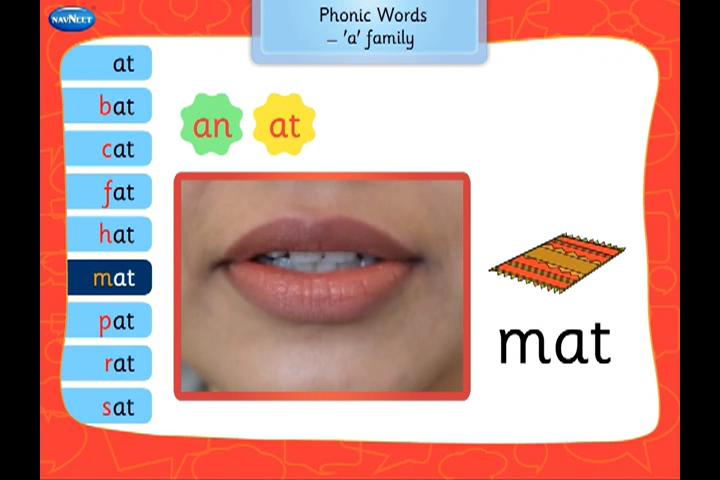 NAVNEET
Phonic Words
– 'a' family
at
bat
cat
fat
hat
mat
pat
rat
sat
an
at
mat